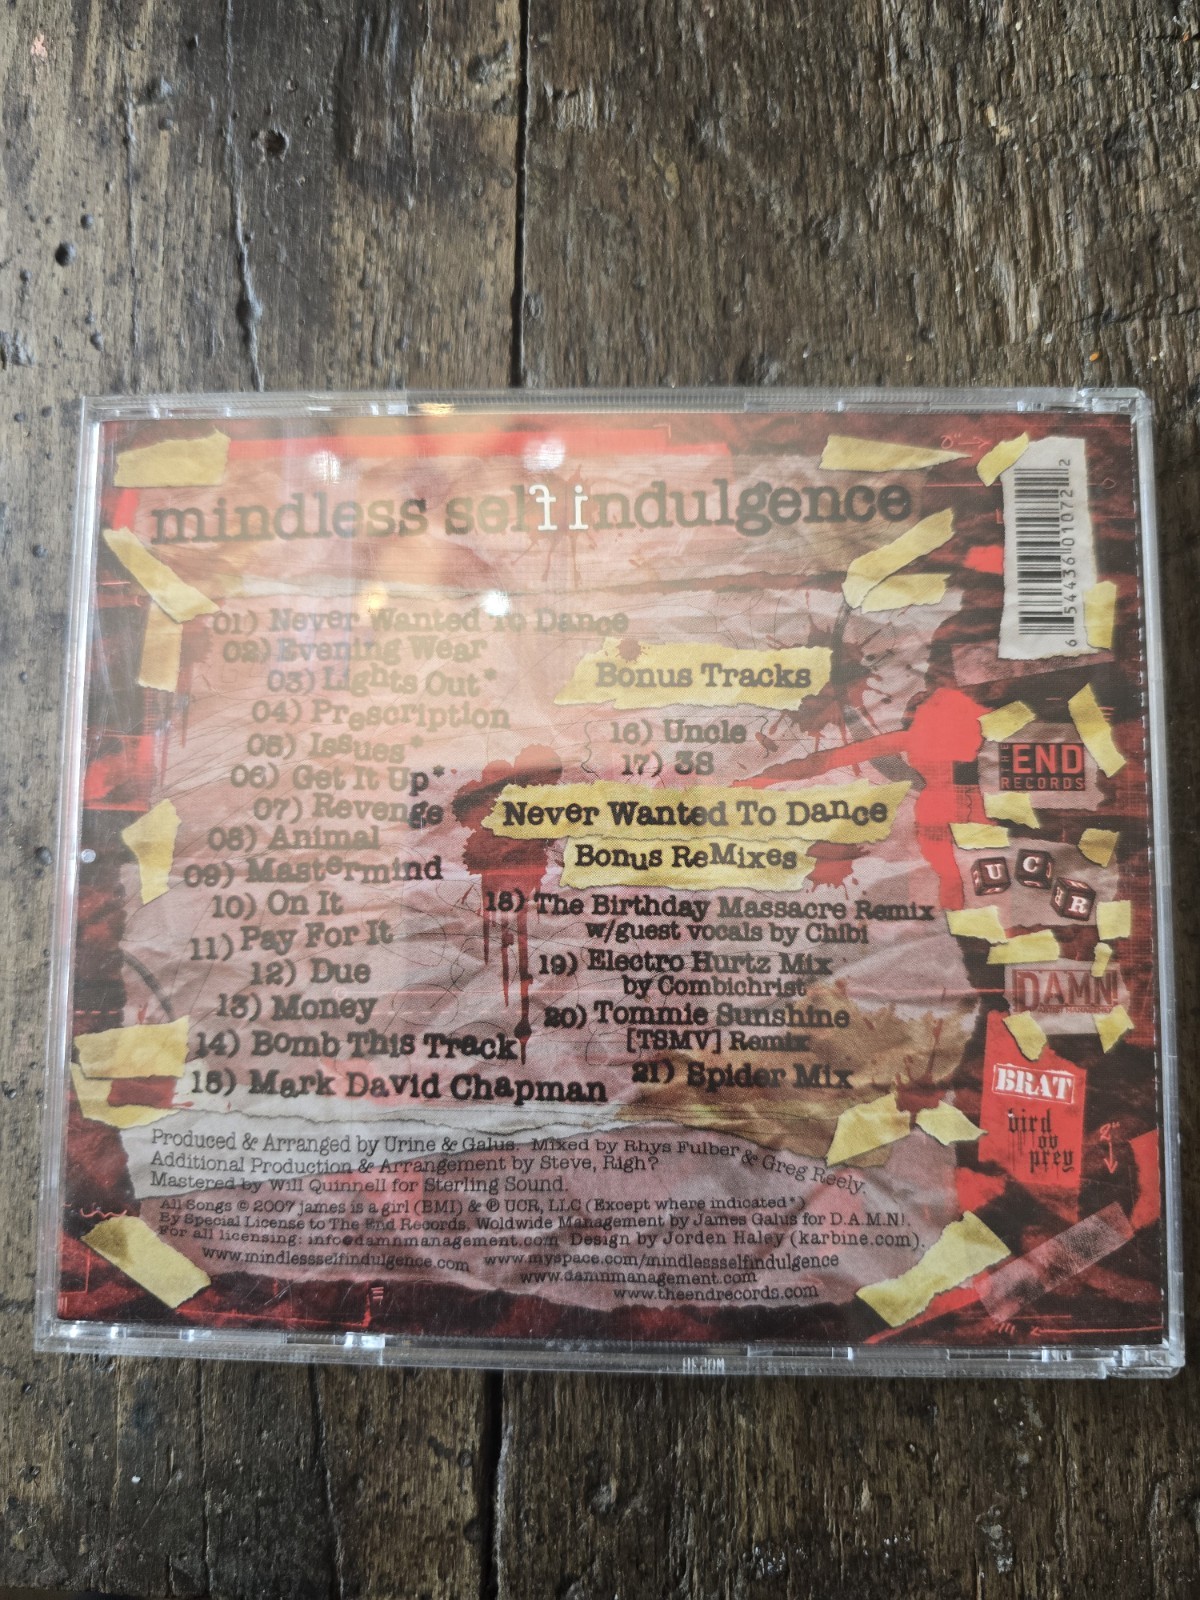 mindless self indulgence
01) Never Wanted To Dance
02) Evening Wear
03) Lights Out*
04) Prescription
05) Issues*
06) Get It Up*
07) Revenge
08) Animal
09) Mastermind
10) On It
11) Pay For It
12) Due
13) Money
14) Bomb This Track
15) Mark David Chapman
Bonus Tracks
16) Uncle
17) 38
Never Wanted To Dance
Bonus ReMixes
18) The Birthday Massacre Remix
w/guest vocals by Chibi
19) Electro Hurtz Mix
by Combichrist
20) Tommie Sunshine
[TSMV] Remix
21) Spider Mix
Produced & Arranged by Urine & Galus. Mixed by Rhys Fulber & Greg Reely.
Additional Production & Arrangement by Steve, Righ?
Mastered by Will Quinnell for Sterling Sound.
All Songs © 2007 james is a girl (BMI) & ℗ UCR, LLC (Except where indicated*)
By Special License to The End Records. Woldwide Management by James Galus for D.A.M.N!.
For all licensing: info@damnmanagement.com Design by Jorden Haley (karbine.com).
www.mindlessselfindulgence.com www.myspace.com/mindlessselfindulgence
www.damnmanagement.com
www.theendrecords.com
6 54436 01072 2
THE END
RECORDS
UCR
DAMN!
BRAT
bird
ov
prey
2"